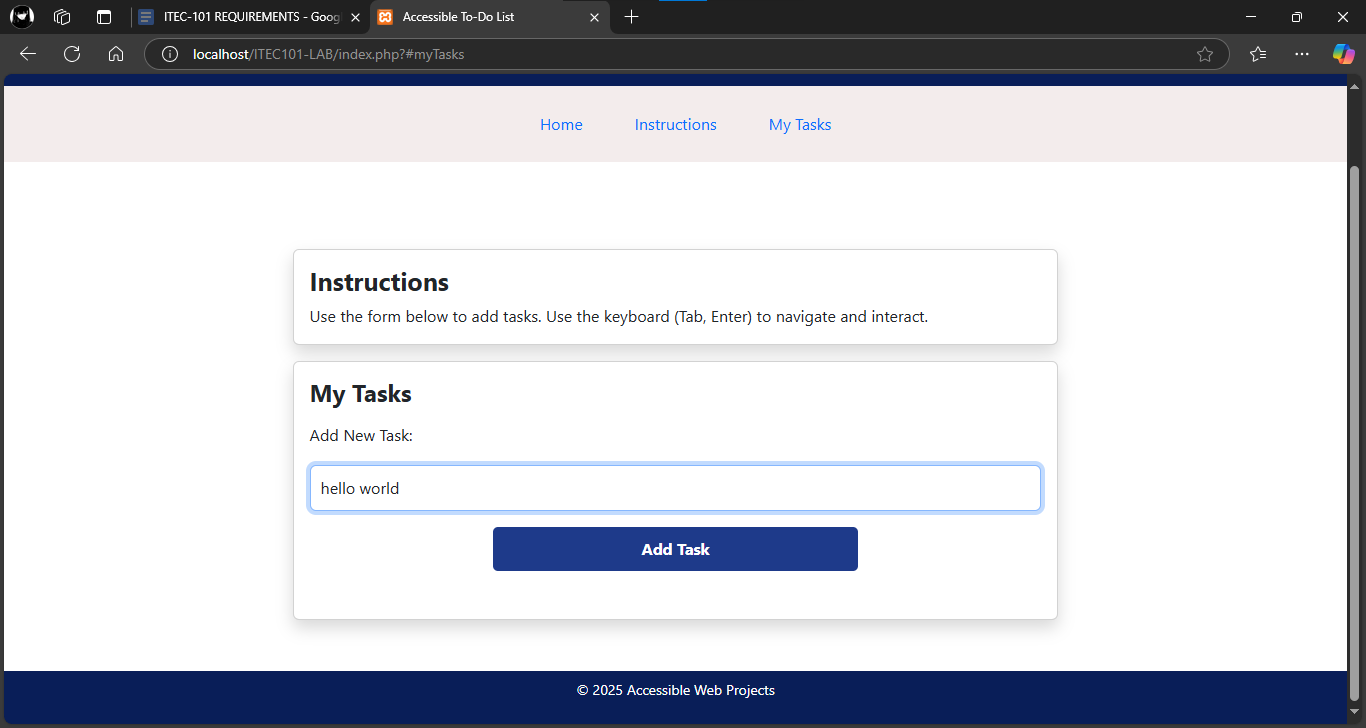 ITEC-101 REQUIREMENTS - Goog
Accessible To-Do List
localhost/ITEC101-LAB/index.php?#myTasks
Home
Instructions
My Tasks
Instructions
Use the form below to add tasks. Use the keyboard (Tab, Enter) to navigate and interact.
My Tasks
Add New Task:
hello world
Add Task
© 2025 Accessible Web Projects